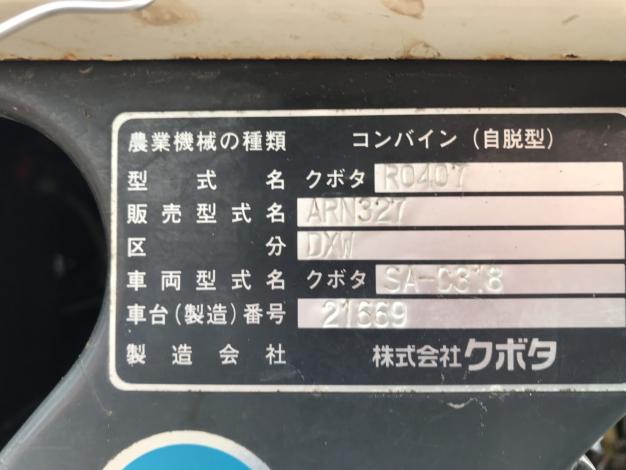 農業機械の種類 コンバイン（自脱型）
型式名 クボタ RO407
販売型式名 ARN327
区分 DXW
車両型式名 クボタ SA-C318
車台（製造）番号 21669
製造会社 株式会社クボタ